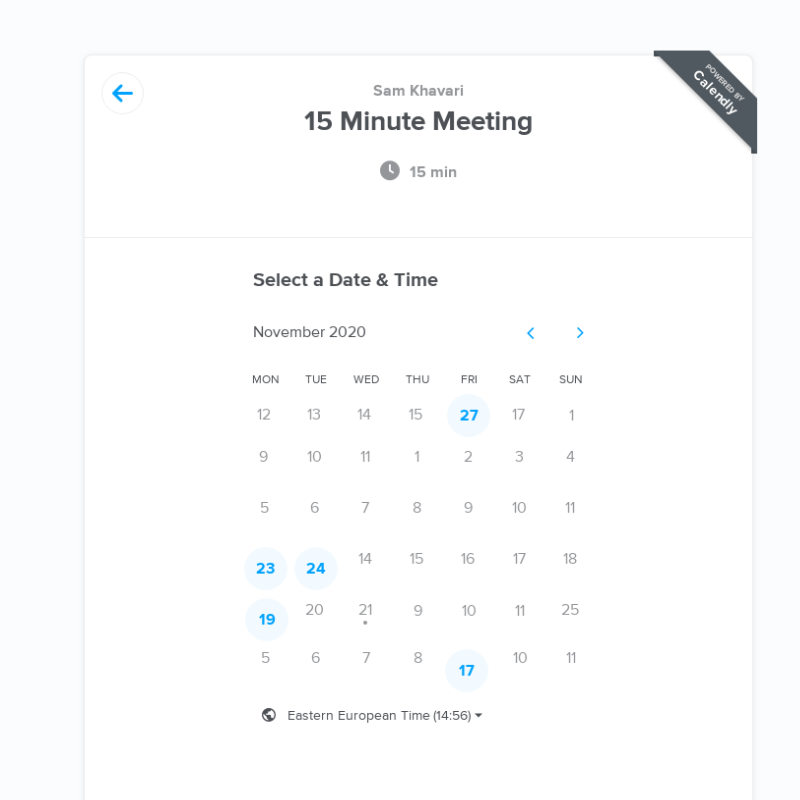 POWERED BY
Calendly
Sam Khavari
15 Minute Meeting
15 min
Select a Date & Time
November 2020
MON TUE WED THU FRI SAT SUN
12 13 14 15 27 17 1
9 10 11 1 2 3 4
5 6 7 8 9 10 11
23 24 14 15 16 17 18
19 20 21 9 10 11 25
5 6 7 8 17 10 11
Eastern European Time (14:56)